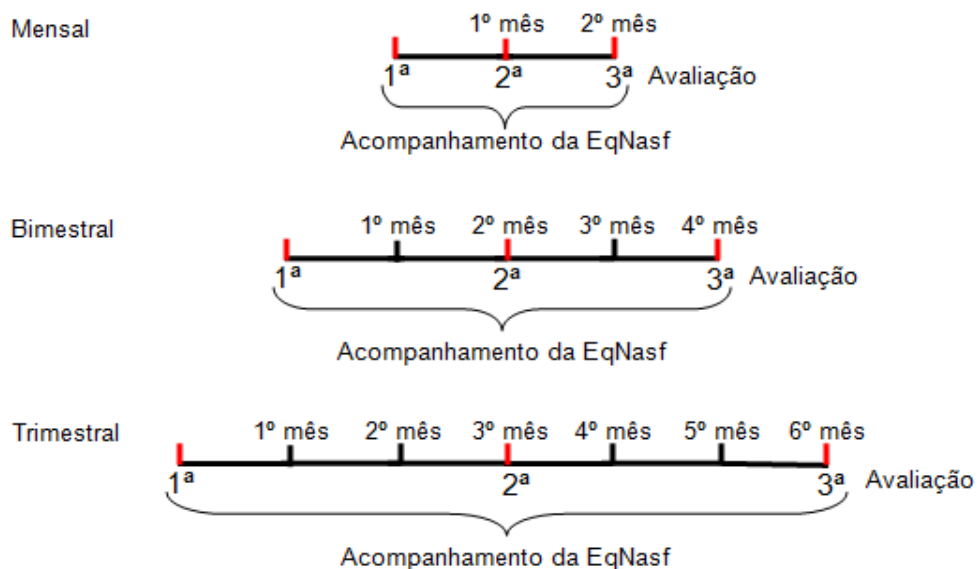 Mensal
1º mês 2º mês
1ª 2ª 3ª Avaliação
Acompanhamento da EqNasf
Bimestral
1º mês 2º mês 3º mês 4º mês
1ª 2ª 3ª Avaliação
Acompanhamento da EqNasf
Trimestral
1º mês 2º mês 3º mês 4º mês 5º mês 6º mês
1ª 2ª 3ª Avaliação
Acompanhamento da EqNasf